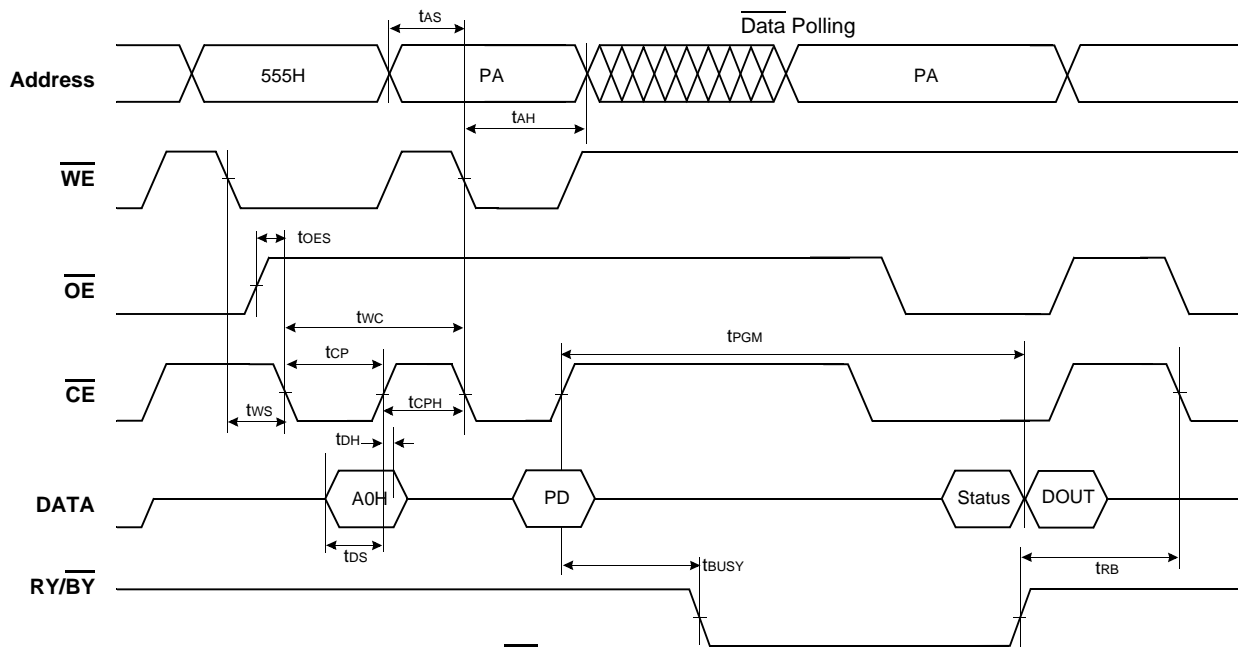 tAS
Data Polling
Address
555H
PA
PA
tAH
WE
tOES
OE
tWC
tPGM
tCP
CE
tCPH
tWS
tDH
DATA
A0H
PD
Status
DOUT
tDS
tBUSY
tRB
RY/BY